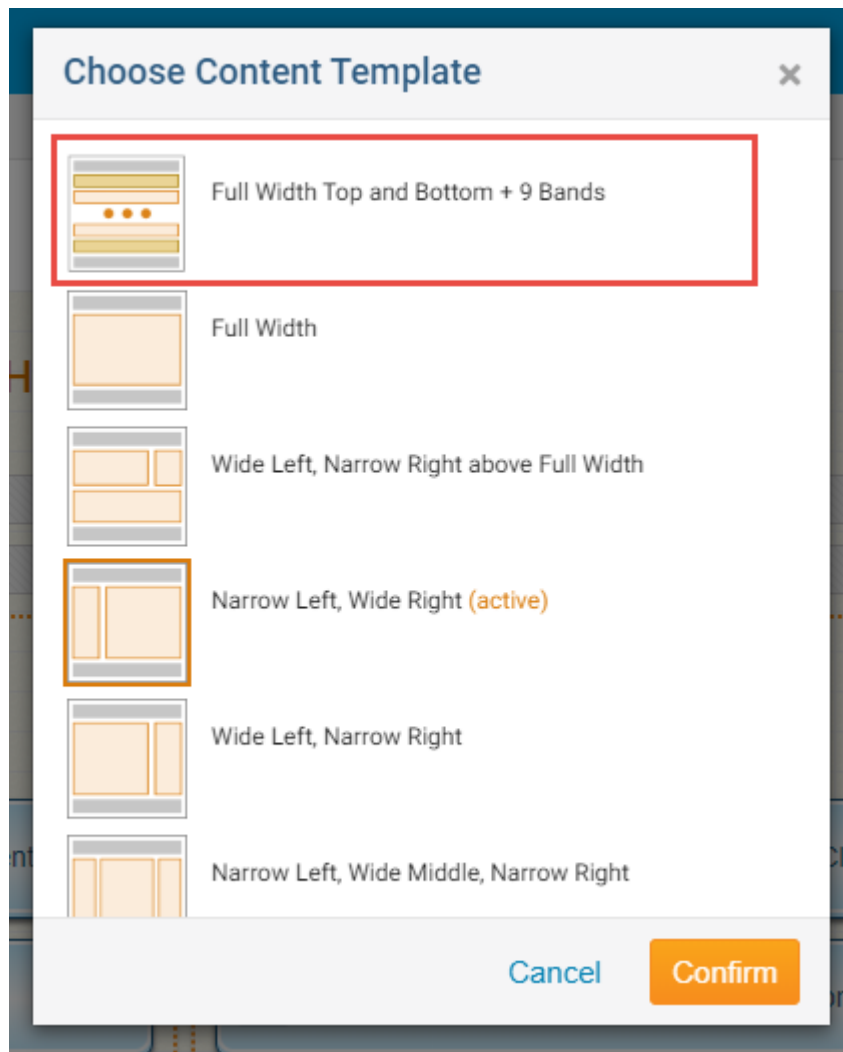 Choose Content Template ×
Full Width Top and Bottom + 9 Bands
Full Width
Wide Left, Narrow Right above Full Width
Narrow Left, Wide Right (active)
Wide Left, Narrow Right
Narrow Left, Wide Middle, Narrow Right
Cancel Confirm